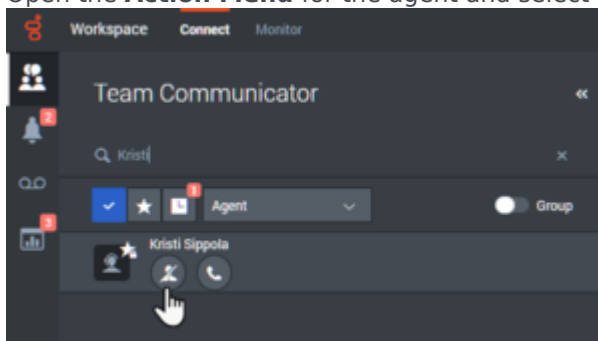 Open the Action Menu for the agent and select
Workspace Connect Monitor
Team Communicator «
2
Kristi ×
1
Agent Group
3
Kristi Sippola